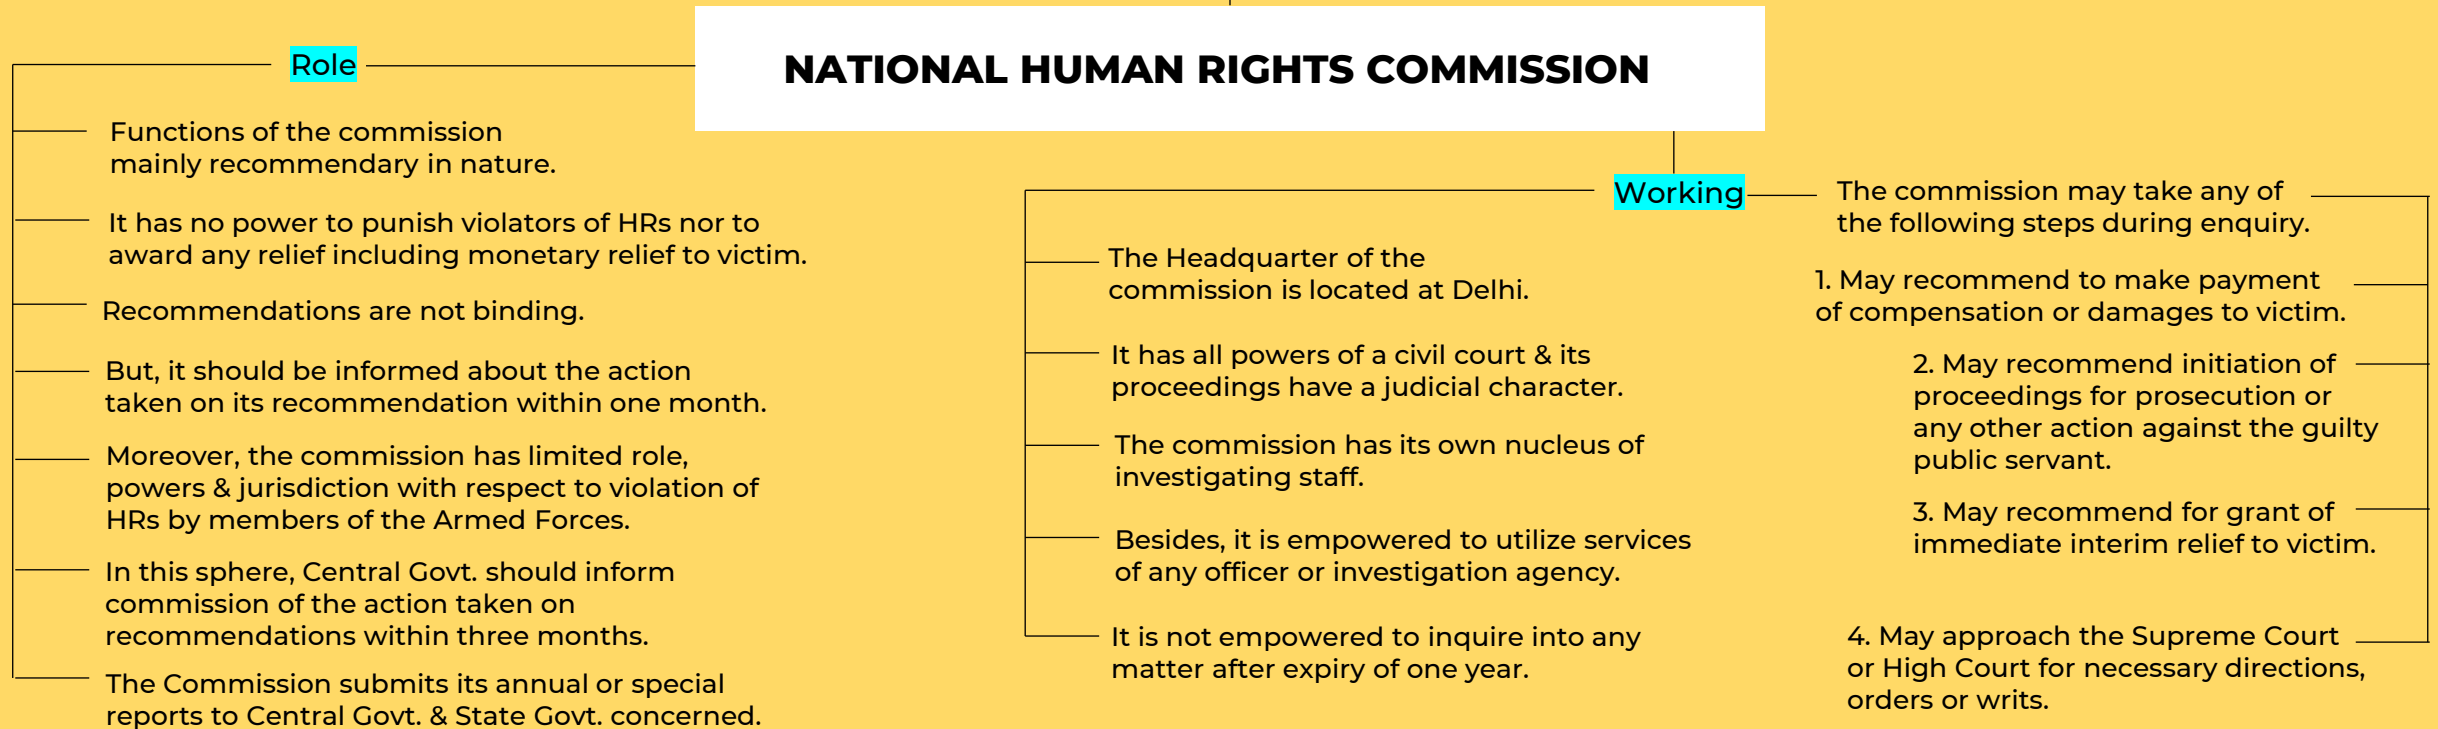 NATIONAL HUMAN RIGHTS COMMISSION
Role
Functions of the commission
mainly recommendary in nature.
It has no power to punish violators of HRs nor to
award any relief including monetary relief to victim.
Recommendations are not binding.
But, it should be informed about the action
taken on its recommendation within one month.
Moreover, the commission has limited role,
powers & jurisdiction with respect to violation of
HRs by members of the Armed Forces.
In this sphere, Central Govt. should inform
commission of the action taken on
recommendations within three months.
The Commission submits its annual or special
reports to Central Govt. & State Govt. concerned.
Working
The Headquarter of the
commission is located at Delhi.
It has all powers of a civil court & its
proceedings have a judicial character.
The commission has its own nucleus of
investigating staff.
Besides, it is empowered to utilize services
of any officer or investigation agency.
It is not empowered to inquire into any
matter after expiry of one year.
The commission may take any of
the following steps during enquiry.
1. May recommend to make payment
of compensation or damages to victim.
2. May recommend initiation of
proceedings for prosecution or
any other action against the guilty
public servant.
3. May recommend for grant of
immediate interim relief to victim.
4. May approach the Supreme Court
or High Court for necessary directions,
orders or writs.